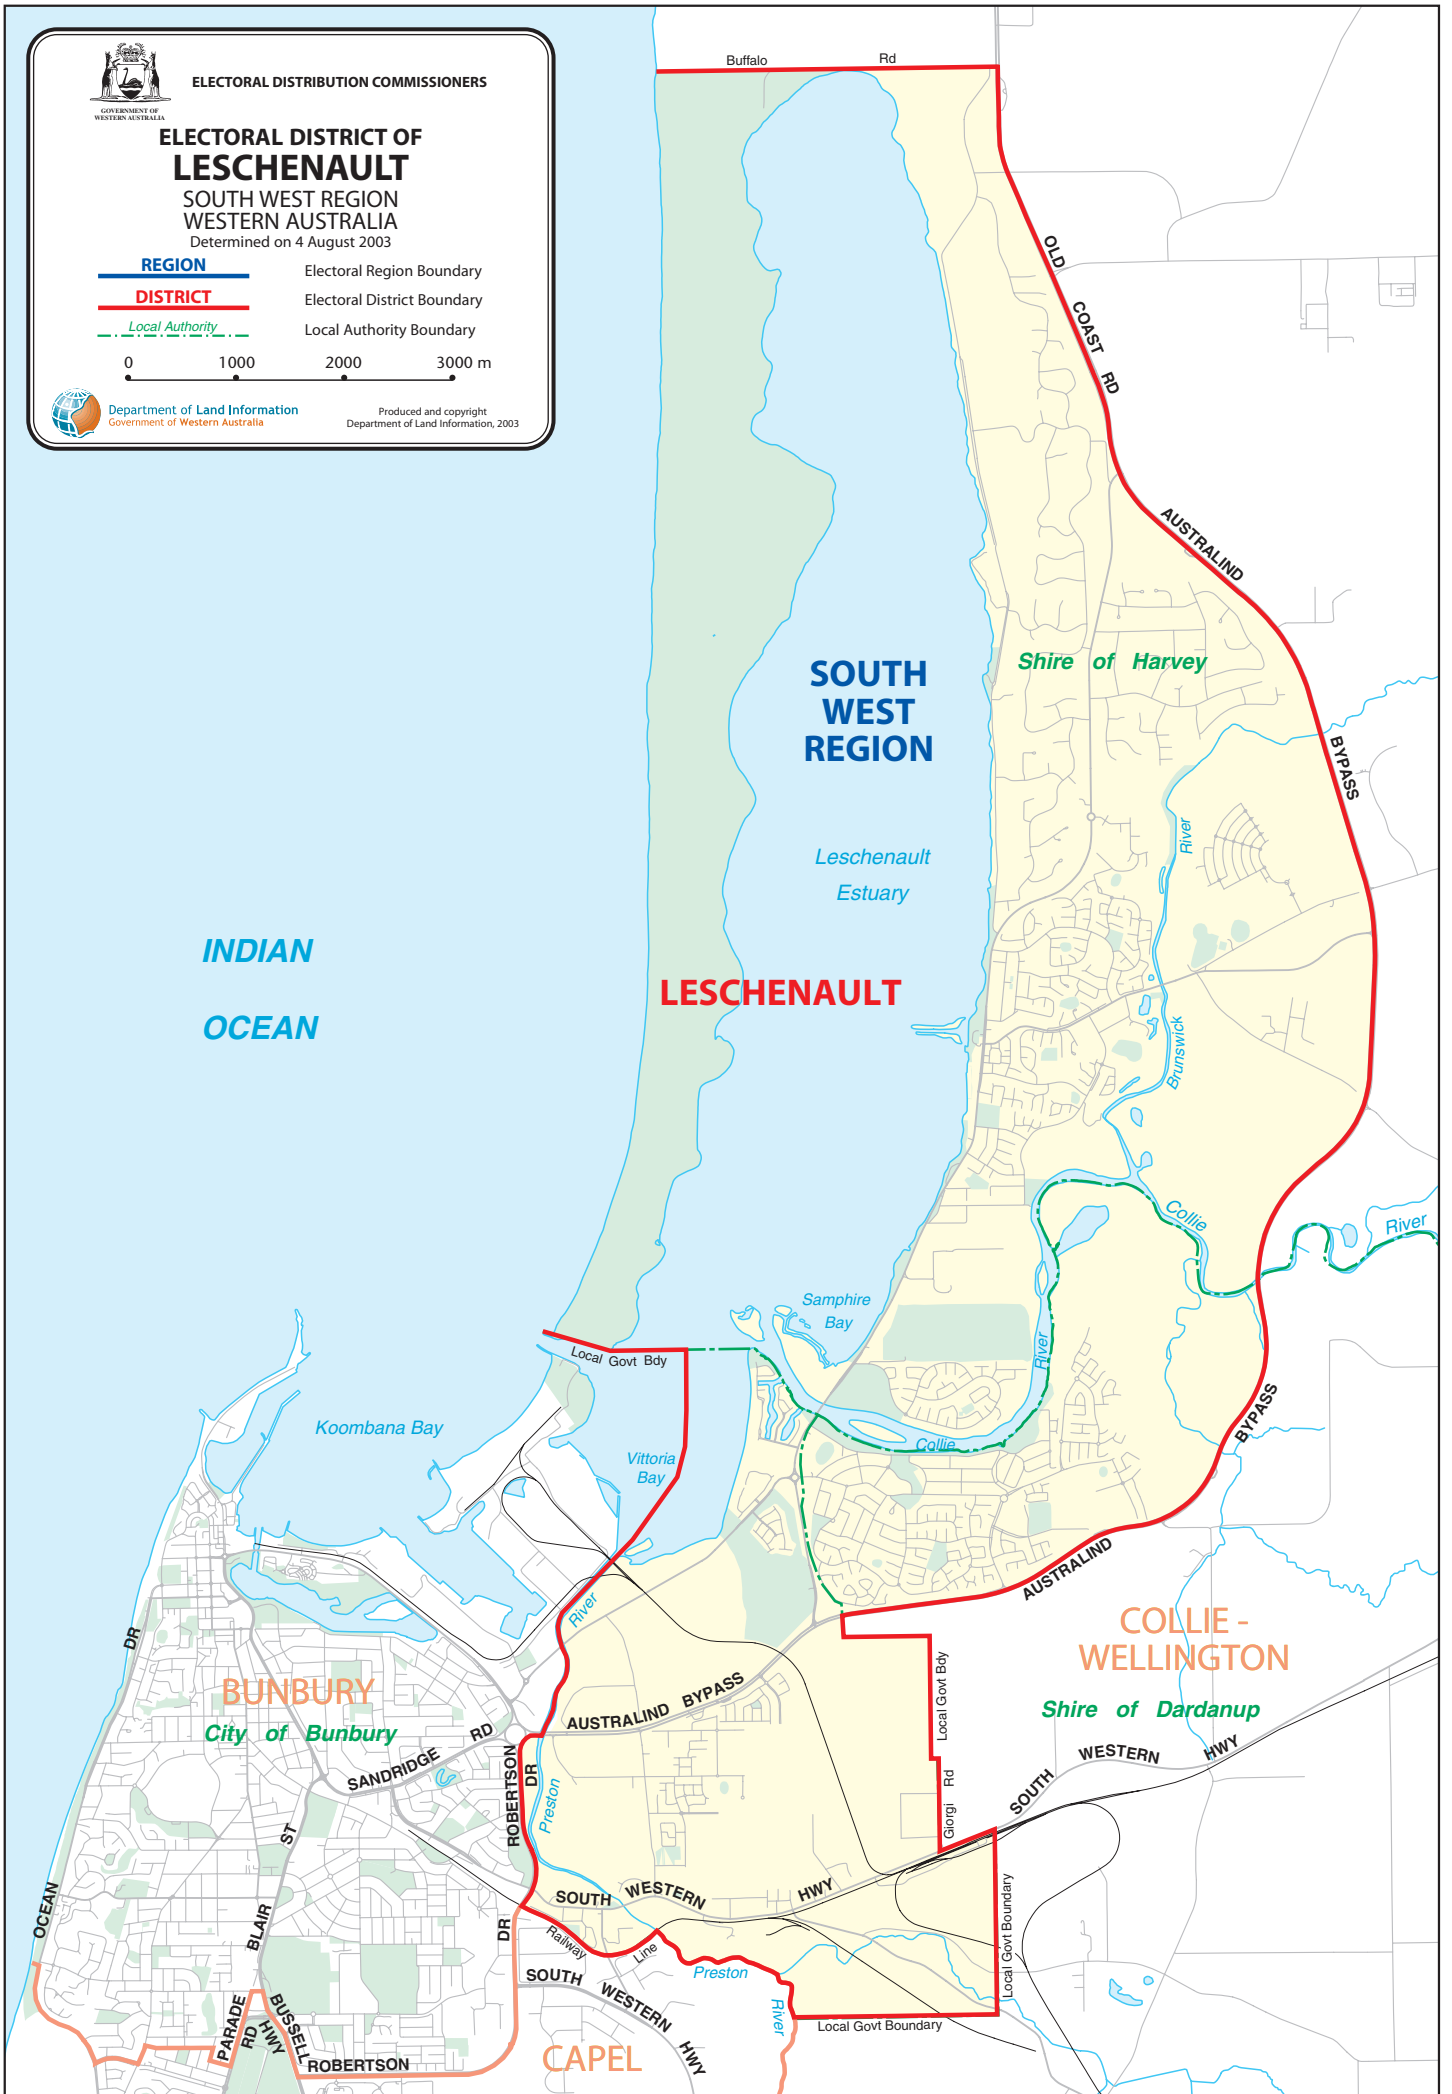 ELECTORAL DISTRIBUTION COMMISSIONERS
GOVERNMENT OF
WESTERN AUSTRALIA
ELECTORAL DISTRICT OF
LESCHENAULT
SOUTH WEST REGION
WESTERN AUSTRALIA
Determined on 4 August 2003
REGION
Electoral Region Boundary
DISTRICT
Electoral District Boundary
Local Authority
Local Authority Boundary
0 1000 2000 3000 m
Department of Land Information
Government of Western Australia
Produced and copyright
Department of Land Information, 2003
Buffalo Rd
OLD COAST RD
AUSTRALIND BYPASS
Shire of Harvey
SOUTH
WEST
REGION
Leschenault
Estuary
River
Brunswick
INDIAN
OCEAN
LESCHENAULT
Collie
River
Samphire
Bay
River
Local Govt Bdy
Koombana Bay
Vittoria
Bay
Collie
BYPASS
AUSTRALIND
River
COLLIE -
WELLINGTON
Shire of Dardanup
DR
BUNBURY
City of Bunbury
AUSTRALIND BYPASS
Local Govt Bdy
SANDRIDGE RD
ROBERTSON
DR
Preston
Giorgi Rd
SOUTH WESTERN HWY
ST
OCEAN
BLAIR
SOUTH WESTERN HWY
DR
Railway Line
Local Govt Boundary
Preston
River
SOUTH WESTERN HWY
Local Govt Boundary
PARADE
RD
BUSSELL
HWY
ROBERTSON
CAPEL